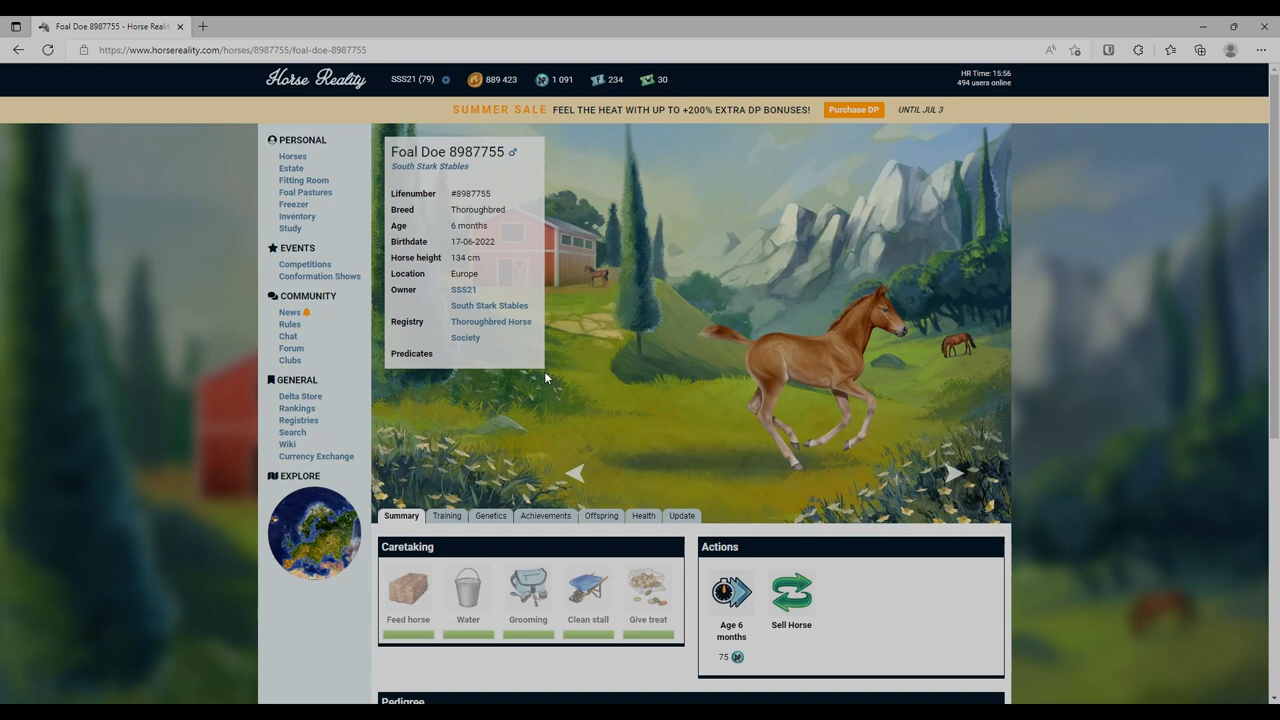 Foal Doe 8987755 - Horse Realit
https://www.horsereality.com/horses/8987755/foal-doe-8987755
Horse Reality
SSS21 (79)
889 423
1 091
234
30
HR Time: 15:56
494 users online
SUMMER SALE FEEL THE HEAT WITH UP TO +200% EXTRA DP BONUSES! Purchase DP UNTIL JUL 3
PERSONAL
Horses
Estate
Fitting Room
Foal Pastures
Freezer
Inventory
Study
EVENTS
Competitions
Conformation Shows
COMMUNITY
News
Rules
Chat
Forum
Clubs
GENERAL
Delta Store
Rankings
Registries
Search
Wiki
Currency Exchange
EXPLORE
Foal Doe 8987755 ♂
South Stark Stables
Lifenumber #8987755
Breed Thoroughbred
Age 6 months
Birthdate 17-06-2022
Horse height 134 cm
Location Europe
Owner SSS21
South Stark Stables
Registry Thoroughbred Horse
Society
Predicates
Summary Training Genetics Achievements Offspring Health Update
Caretaking
Feed horse Water Grooming Clean stall Give treat
Actions
Age 6
months
75
Sell Horse
Pedigree